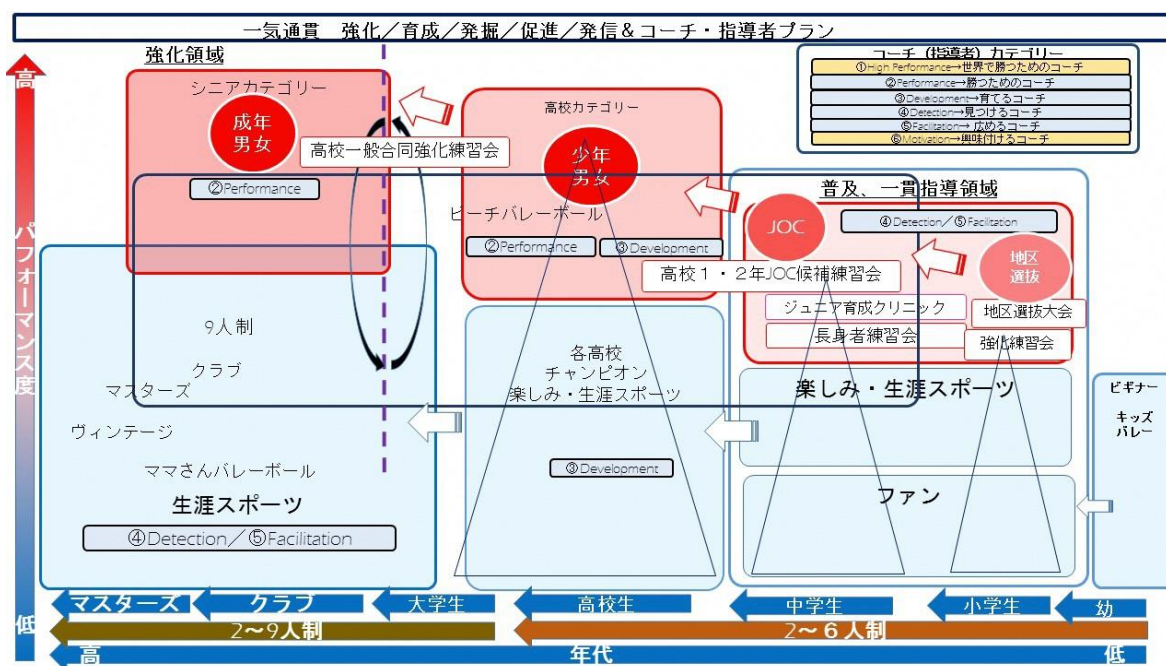 一気通貫 強化／育成／発掘／促進／発信＆コーチ・指導者プラン
強化領域
コーチ（指導者）カテゴリー
①High Performance→世界で勝つためのコーチ
②Performance→勝つためのコーチ
③Development→育てるコーチ
④Detection→見つけるコーチ
⑤Facilitation→広めるコーチ
⑥Motivation→興味付けるコーチ
高
パフォーマンス度
低
シニアカテゴリー
成年
男女
②Performance
高校一般合同強化練習会
高校カテゴリー
少年
男女
ビーチバレーボール
②Performance
③Development
普及、一貫指導領域
JOC
④Detection／⑤Facilitation
地区
選抜
高校１・２年JOC候補練習会
ジュニア育成クリニック
長身者練習会
地区選抜大会
強化練習会
9人制
クラブ
マスターズ
ヴィンテージ
ママさんバレーボール
生涯スポーツ
④Detection／⑤Facilitation
各高校
チャンピオン
楽しみ・生涯スポーツ
③Development
楽しみ・生涯スポーツ
ファン
ビギナー
キッズ
バレー
マスターズ
クラブ
大学生
高校生
中学生
小学生
幼
2～9人制
2～６人制
高
年代
低